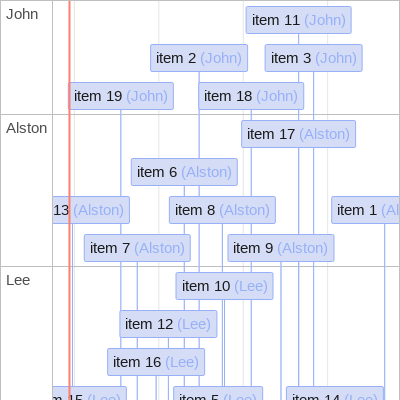 John
item 11 (John)
item 2 (John)
item 3 (John)
item 19 (John)
item 18 (John)
Alston
item 17 (Alston)
item 6 (Alston)
13 (Alston)
item 8 (Alston)
item 1 (Al
item 7 (Alston)
item 9 (Alston)
Lee
item 10 (Lee)
item 12 (Lee)
item 16 (Lee)
m 15 (Lee)
item 5 (Lee)
item 14 (Lee)